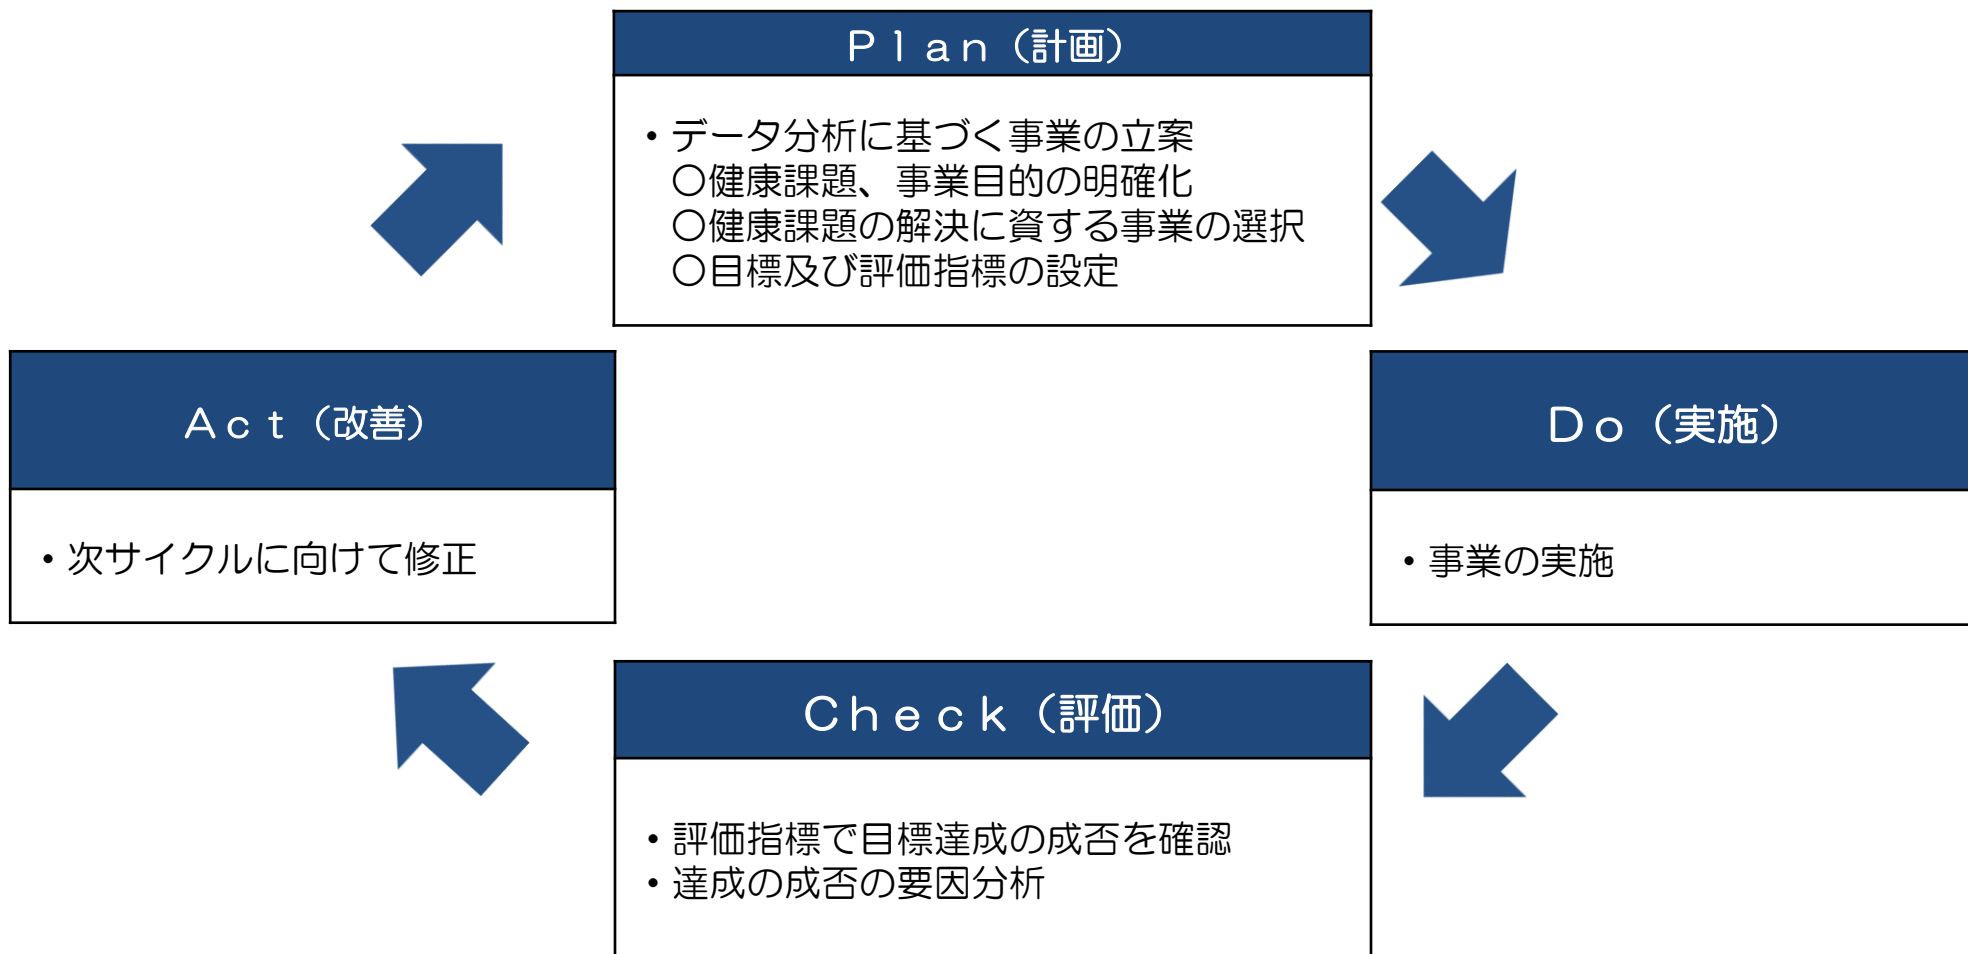 Plan（計画）
・データ分析に基づく事業の立案
〇健康課題、事業目的の明確化
〇健康課題の解決に資する事業の選択
〇目標及び評価指標の設定
Act（改善）
・次サイクルに向けて修正
Do（実施）
・事業の実施
Check（評価）
・評価指標で目標達成の成否を確認
・達成の成否の要因分析